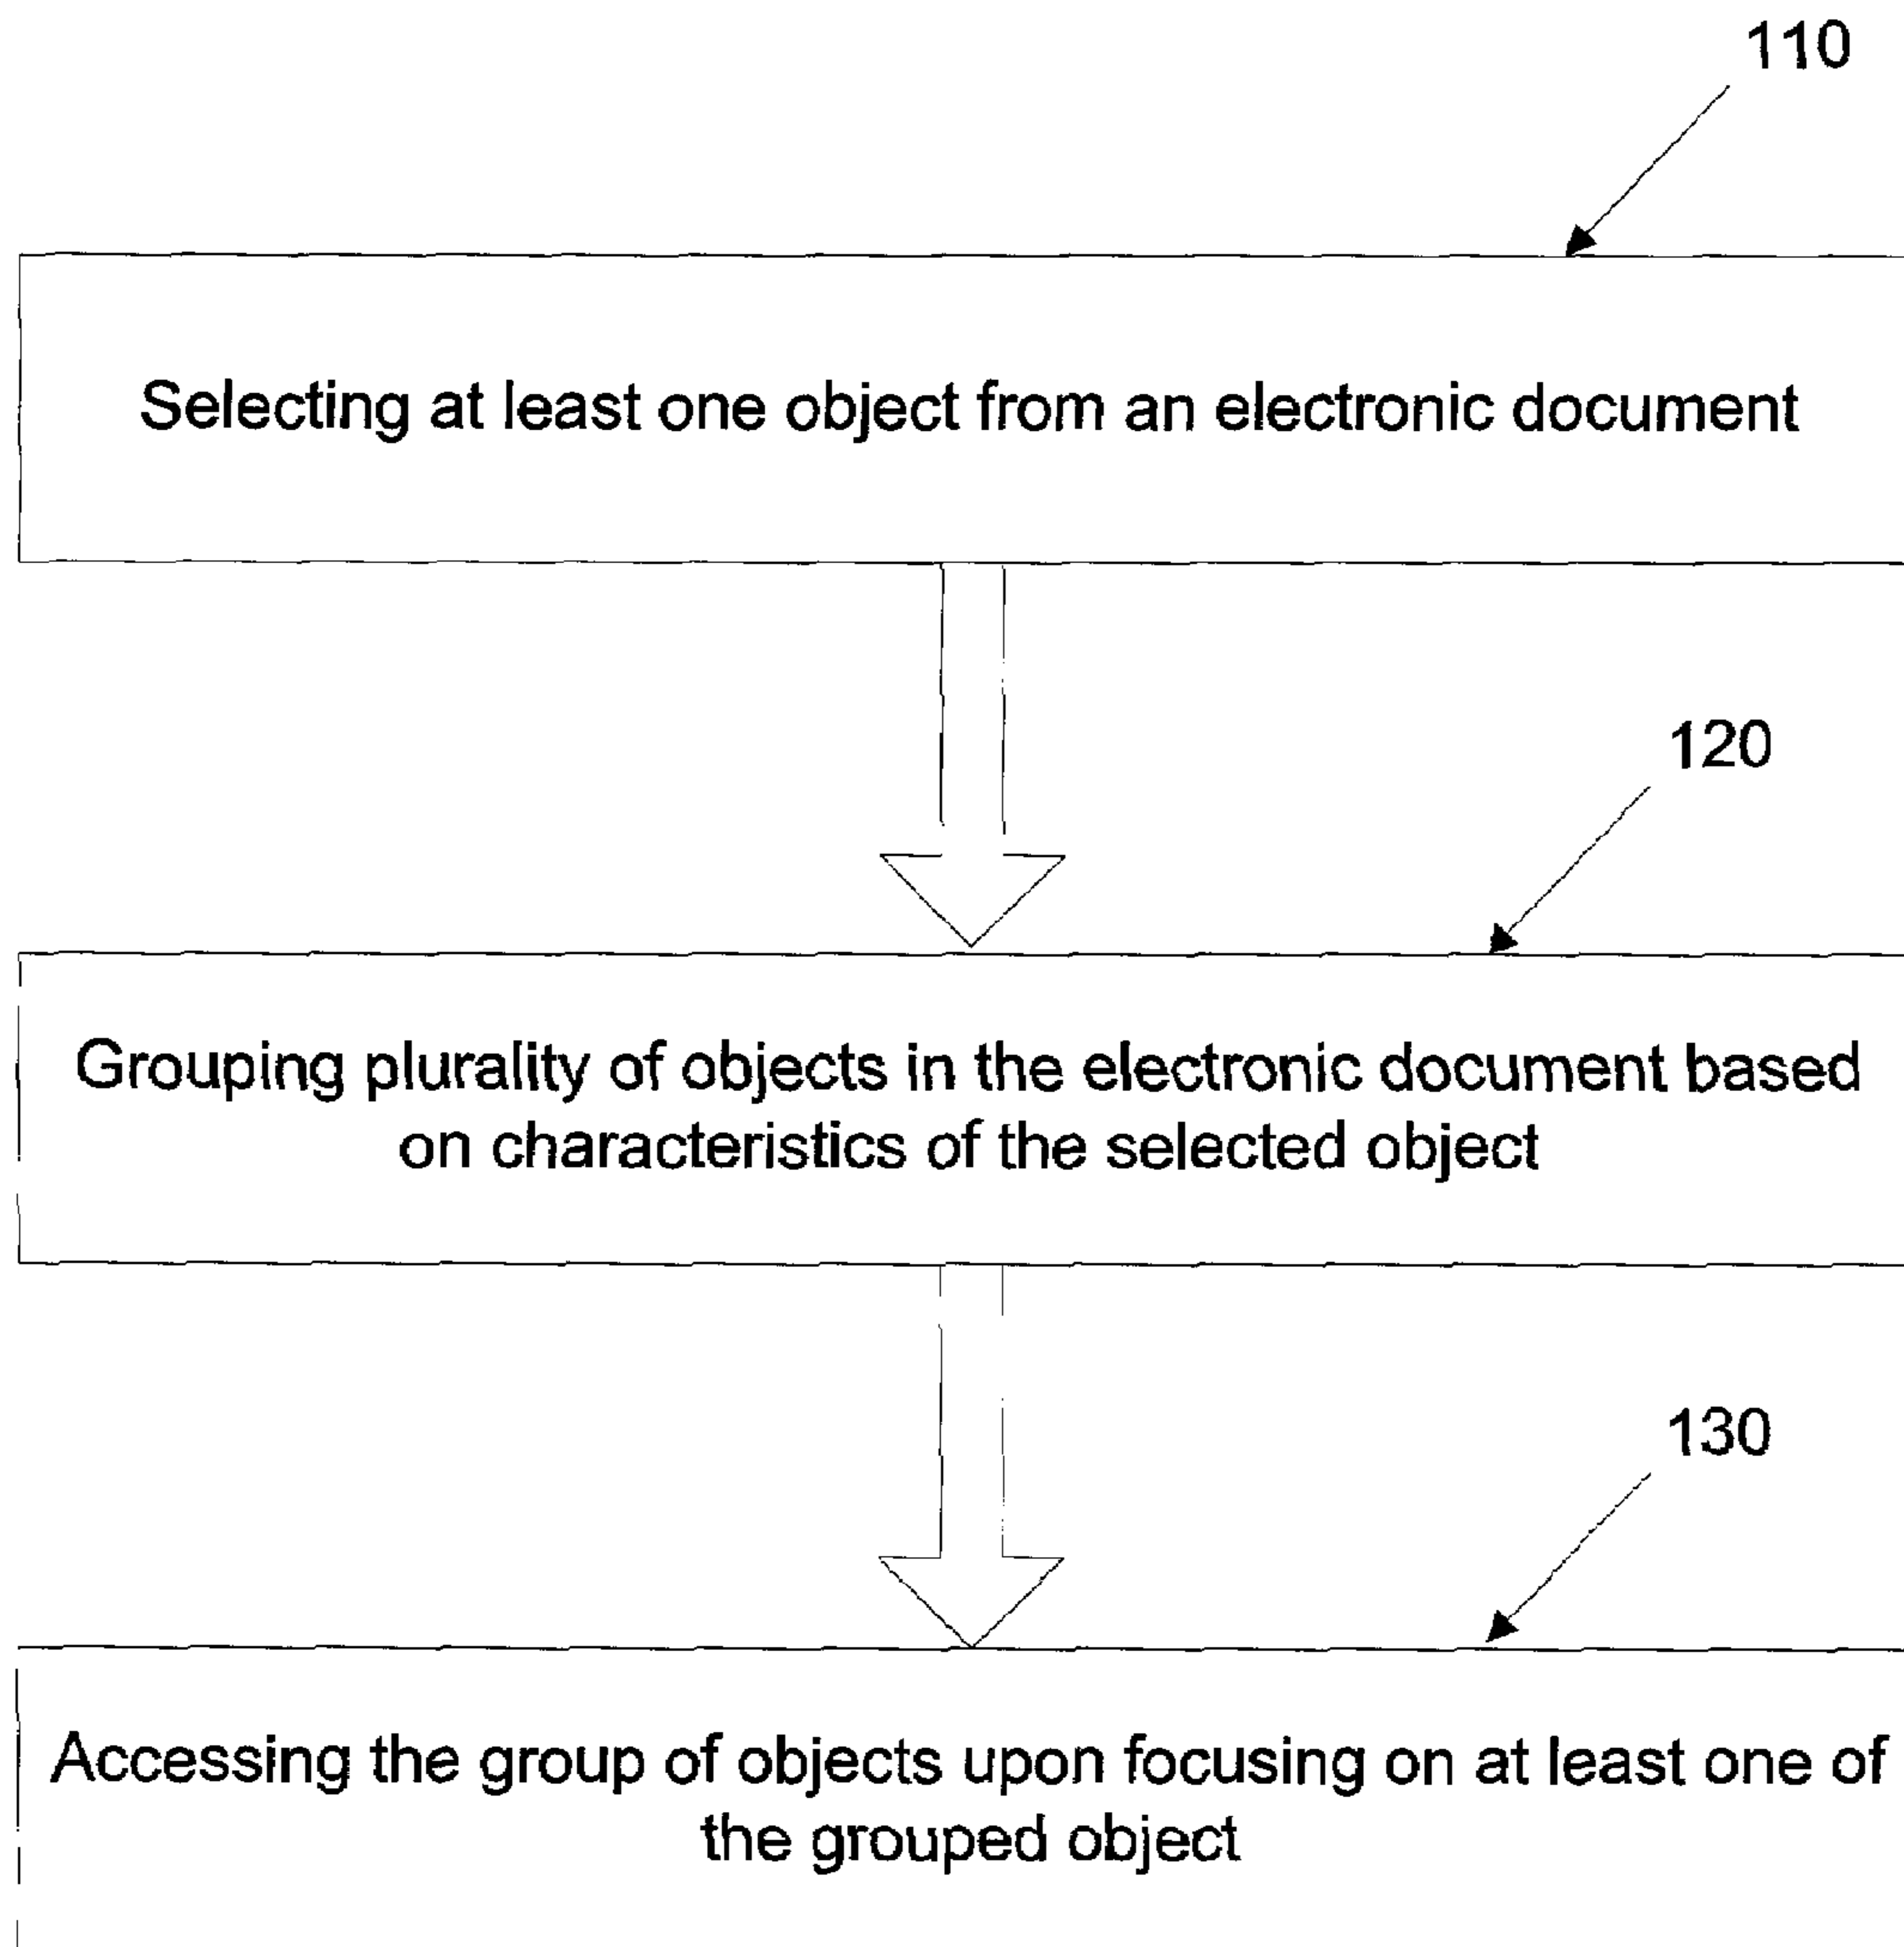 110
Selecting at least one object from an electronic document
120
Grouping plurality of objects in the electronic document based
on characteristics of the selected object
130
Accessing the group of objects upon focusing on at least one of
the grouped object